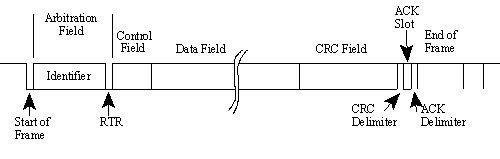 Arbitration
Field
Control
Field
Data Field
CRC Field
ACK
Slot
End of
Frame
Identifier
Start of
Frame
RTR
CRC
Delimiter
ACK
Delimiter